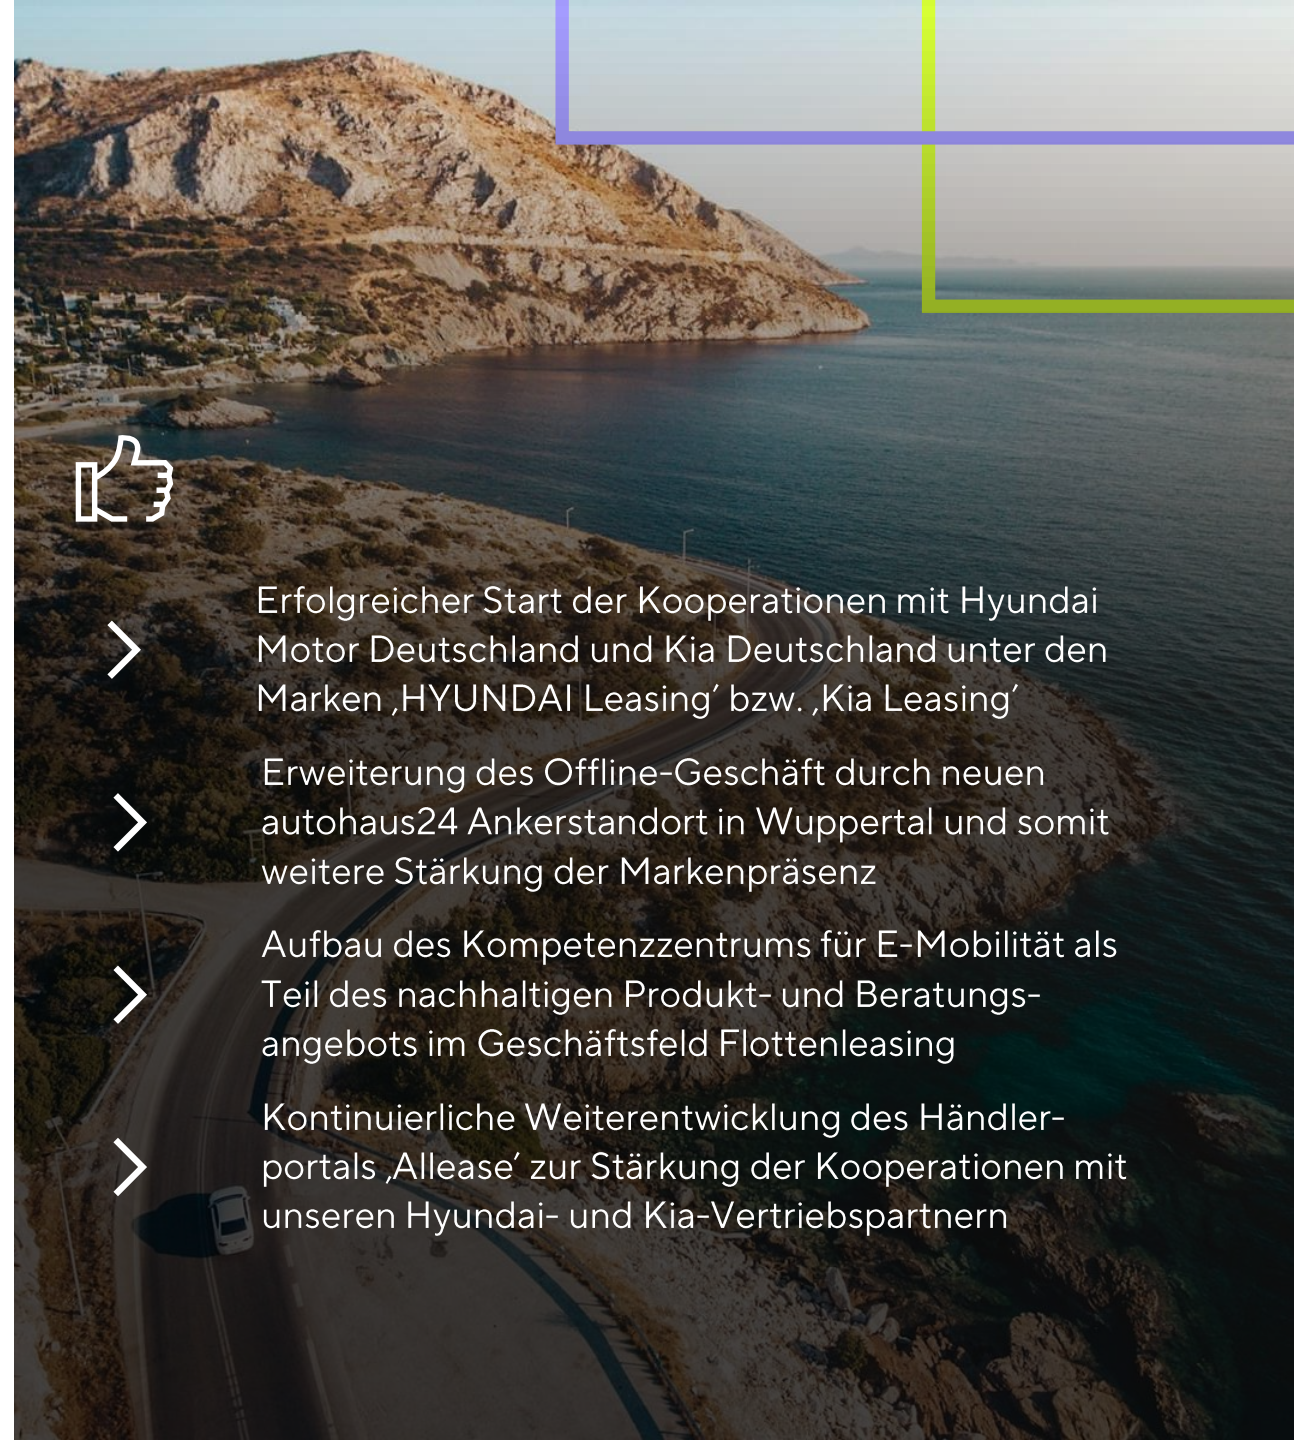 Erfolgreicher Start der Kooperationen mit Hyundai
Motor Deutschland und Kia Deutschland unter den
Marken ‚HYUNDAI Leasing‘ bzw. ‚Kia Leasing‘
Erweiterung des Offline-Geschäft durch neuen
autohaus24 Ankerstandort in Wuppertal und somit
weitere Stärkung der Markenpräsenz
Aufbau des Kompetenzzentrums für E-Mobilität als
Teil des nachhaltigen Produkt- und Beratungs-
angebots im Geschäftsfeld Flottenleasing
Kontinuierliche Weiterentwicklung des Händler-
portals ‚Allease‘ zur Stärkung der Kooperationen mit
unseren Hyundai- und Kia-Vertriebspartnern